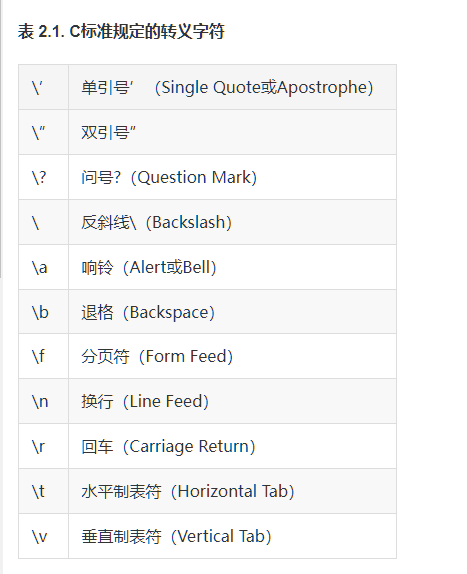 表 2.1. C标准规定的转义字符
\’ 单引号’（Single Quote或Apostrophe）
\” 双引号”
\? 问号?（Question Mark）
\ 反斜线\（Backslash）
\a 响铃（Alert或Bell）
\b 退格（Backspace）
\f 分页符（Form Feed）
\n 换行（Line Feed）
\r 回车（Carriage Return）
\t 水平制表符（Horizontal Tab）
\v 垂直制表符（Vertical Tab）